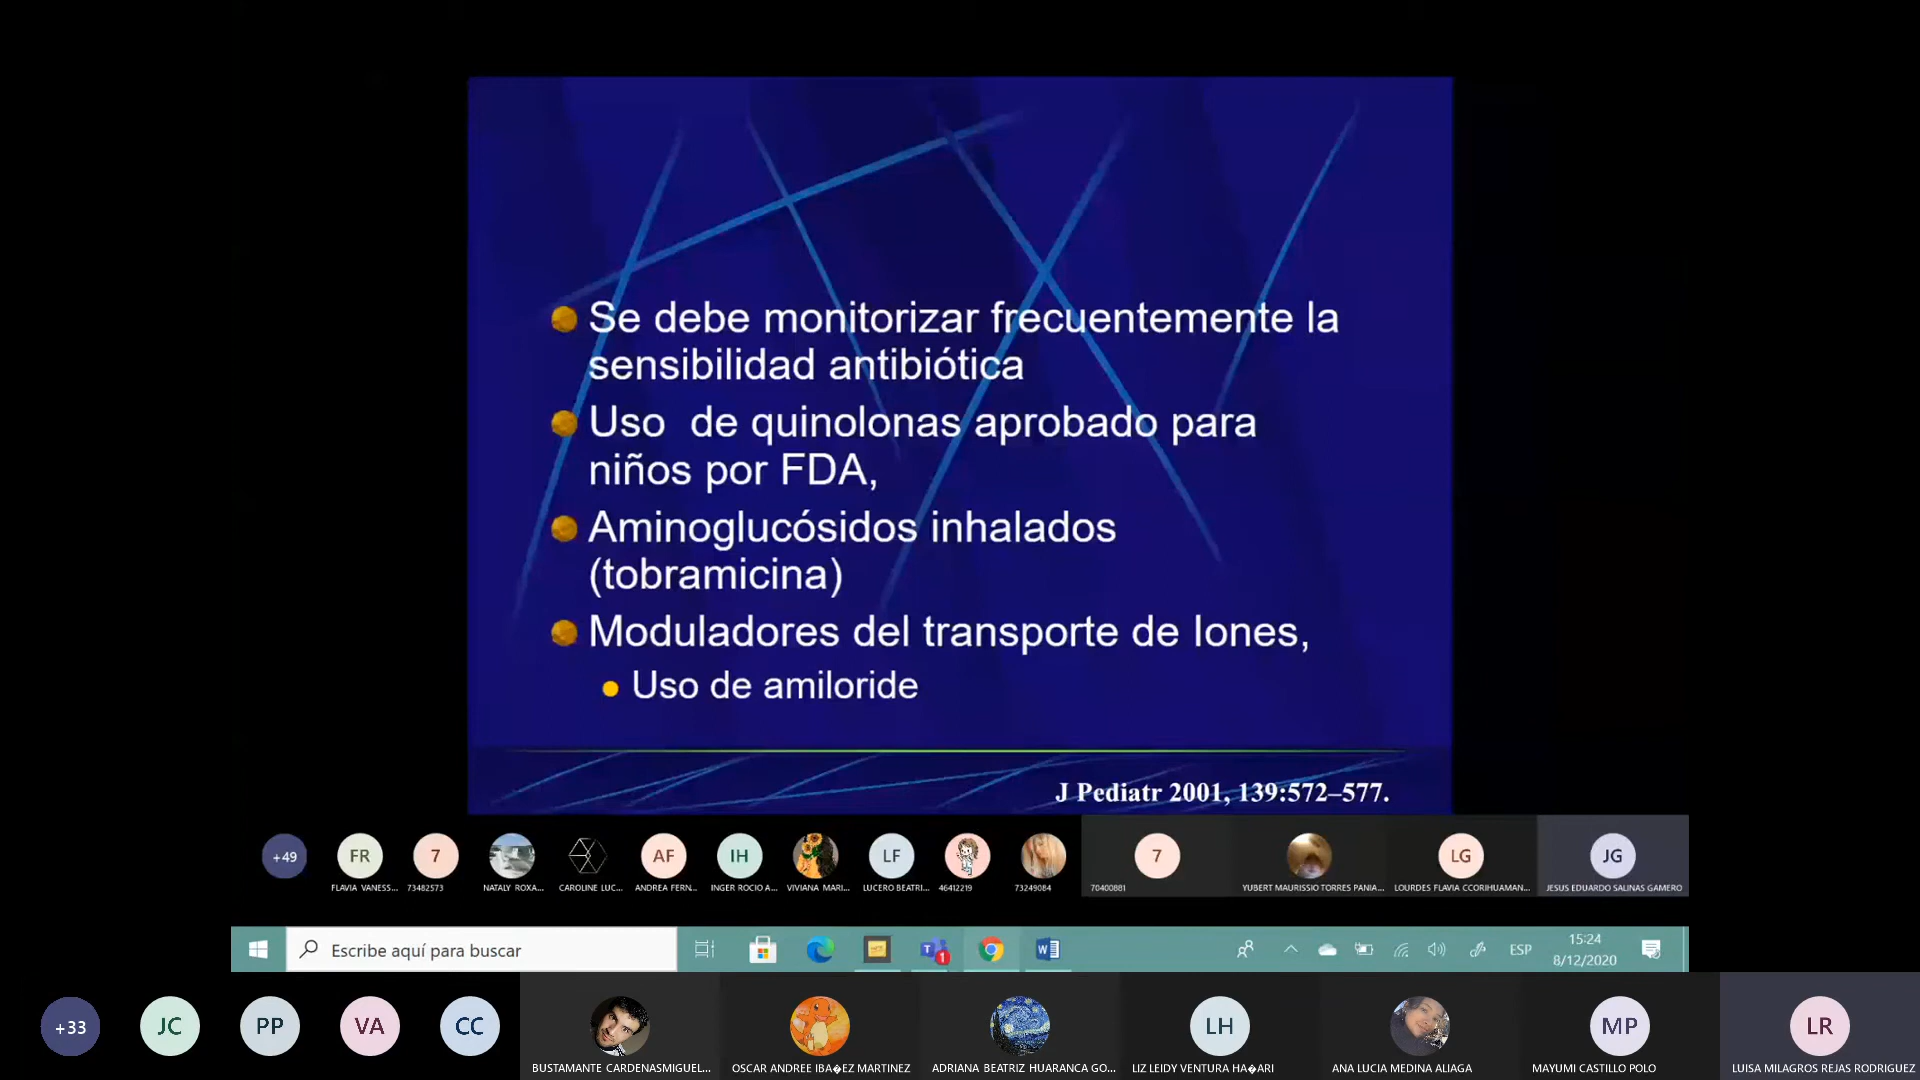 Se debe monitorizar frecuentemente la
sensibilidad antibiótica
Uso de quinolonas aprobado para
niños por FDA,
Aminoglucósidos inhalados
(tobramicina)
Moduladores del transporte de Iones,
Uso de amiloride
J Pediatr 2001, 139:572–577.
+49
FR
7
AF
IH
LF
7
LG
JG
FLAVIA VANESS...
73482573
NATALY ROXA...
CAROLINE LUC...
ANDREA FERN...
INGER ROCIO A...
VIVIANA MARI...
LUCERO BEATRI...
46412219
73249084
70400881
YUBERT MAURISSIO TORRES PANIA...
LOURDES FLAVIA CCORIHUAMAN...
JESUS EDUARDO SALINAS GAMERO
Escribe aquí para buscar
1
ESP
15:24
8/12/2020
+33
JC
PP
VA
CC
LH
MP
LR
BUSTAMANTE CARDENASMIGUEL...
OSCAR ANDREE IBA�EZ MARTINEZ
ADRIANA BEATRIZ HUARANCA GO...
LIZ LEIDY VENTURA HA�ARI
ANA LUCIA MEDINA ALIAGA
MAYUMI CASTILLO POLO
LUISA MILAGROS REJAS RODRIGUEZ